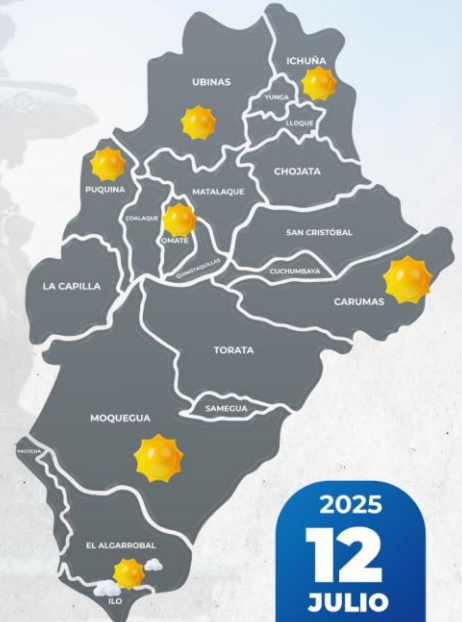 ICHUÑA
UBINAS
YUNGA
LLOQUE
CHOJATA
PUQUINA
MATALAQUE
COALAQUE
OMATE
SAN CRISTÓBAL
QUINISTAQUILLAS
CUCHUMBAYA
LA CAPILLA
CARUMAS
TORATA
SAMEGUA
MOQUEGUA
PACOCHA
EL ALGARROBAL
ILO
2025
12
JULIO